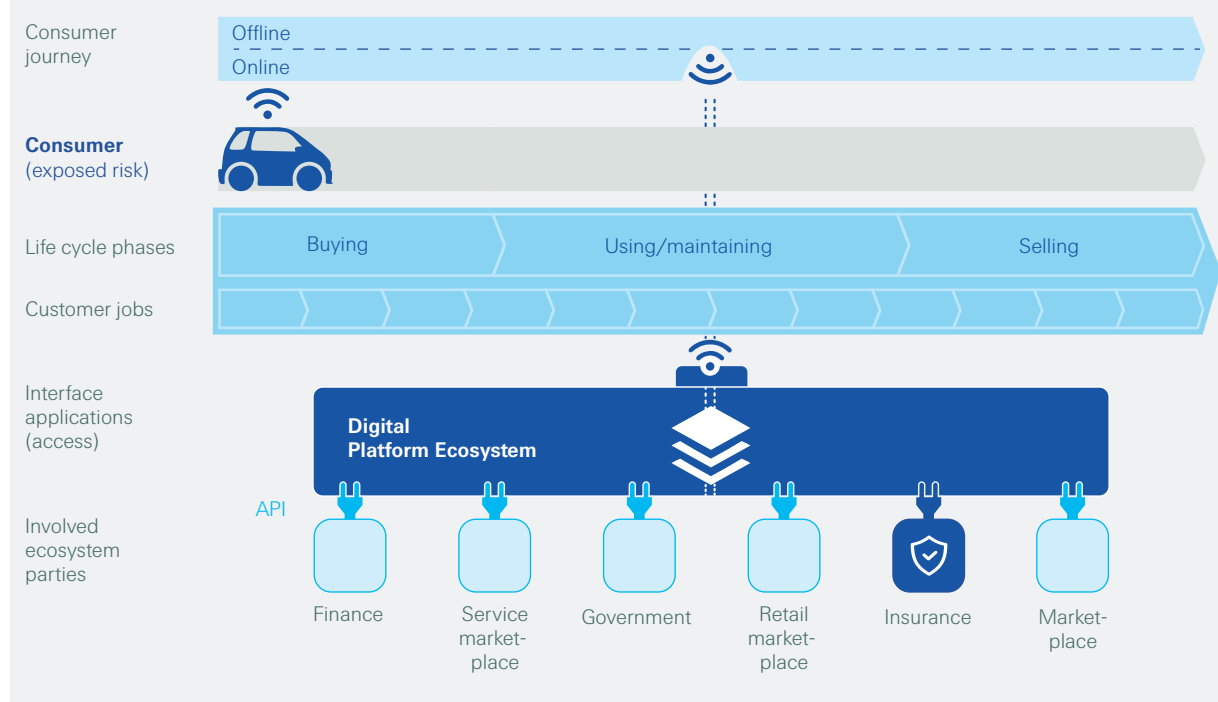 Consumer
journey
Offline
Online
Consumer
(exposed risk)
Life cycle phases
Buying
Using/maintaining
Selling
Customer jobs
Interface
applications
(access)
Digital
Platform Ecosystem
API
Involved
ecosystem
parties
Finance
Service
market-
place
Government
Retail
market-
place
Insurance
Market-
place